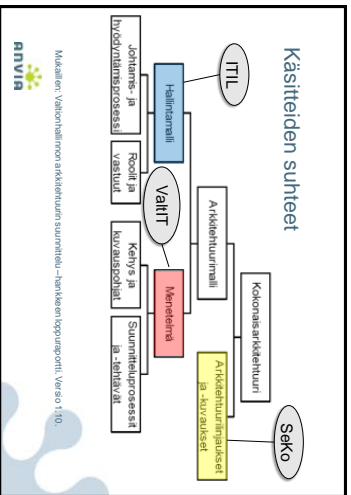 Käsitteiden suhteet
Kokonaisarkkitehtuuri
SeKo
Arkkitehtuurimalli
Arkkitehtuurilinjaukset
ja -kuvaukset
ITIL
ValtIT
Hallintamalli
Menetelmä
Johtamis- ja
hyödyntämisprosessi
Roolit ja
vastuut
Kehys ja
kuvauspohjat
Suunnitteluprosessit
ja -tehtävät
Mukaillen: Valtionhallinnon arkkitehtuurin suunnittelu –hankkeen loppuraportti. Versio 1.10.
ANVIA